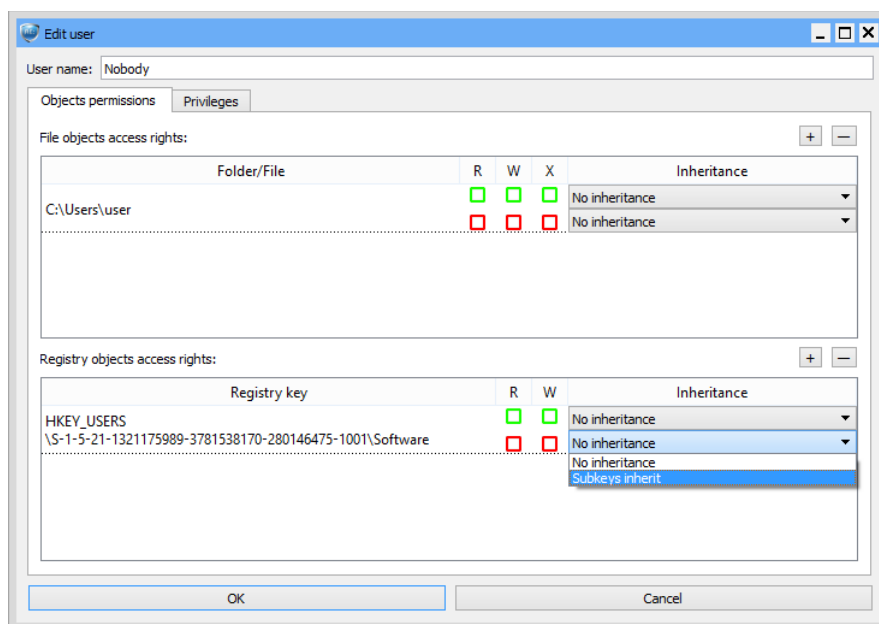 Edit user
User name: Nobody
Objects permissions Privileges
File objects access rights: + —
Folder/File R W X Inheritance
No inheritance
C:\Users\user
No inheritance
Registry objects access rights: + —
Registry key R W Inheritance
HKEY_USERS No inheritance
\S-1-5-21-1321175989-3781538170-280146475-1001\Software No inheritance
No inheritance
Subkeys inherit
OK Cancel